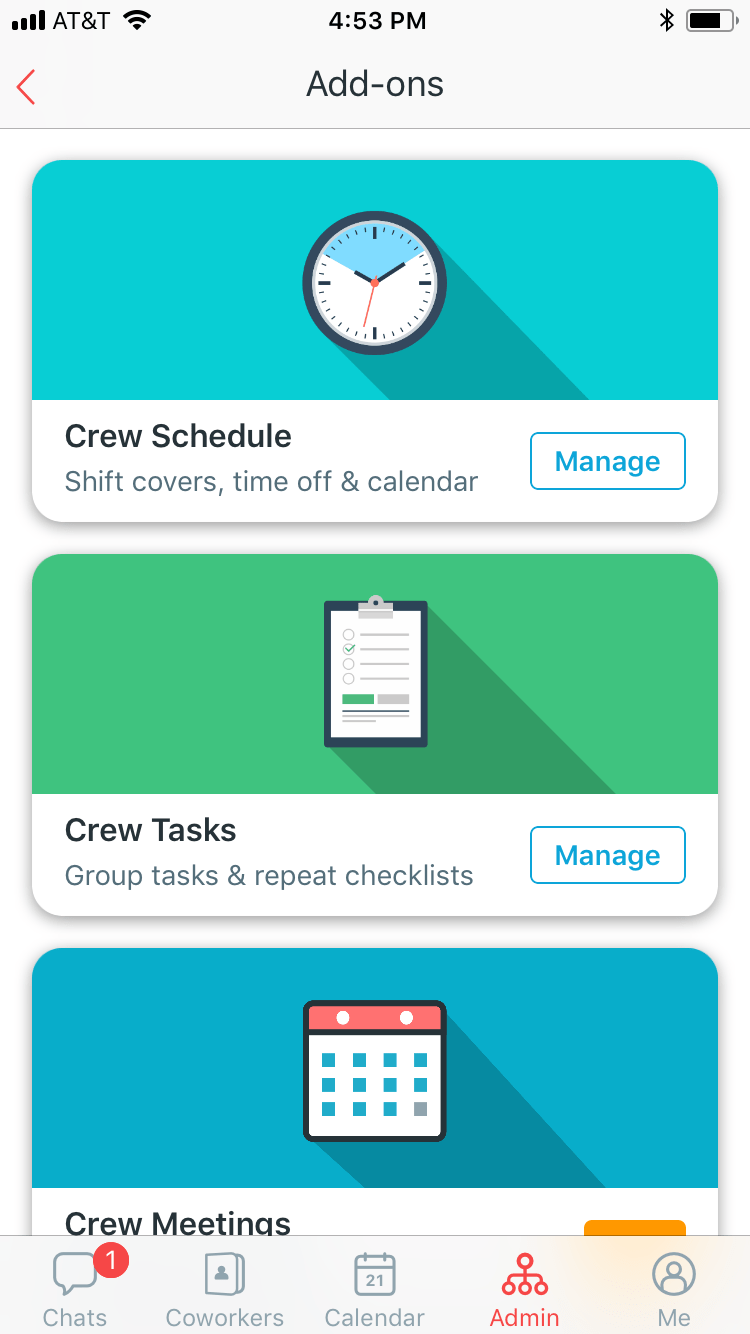 AT&T 4:53 PM
Add-ons
Crew Schedule
Shift covers, time off & calendar
Manage
Crew Tasks
Group tasks & repeat checklists
Manage
Crew Meetings
1
21
Chats Coworkers Calendar Admin Me